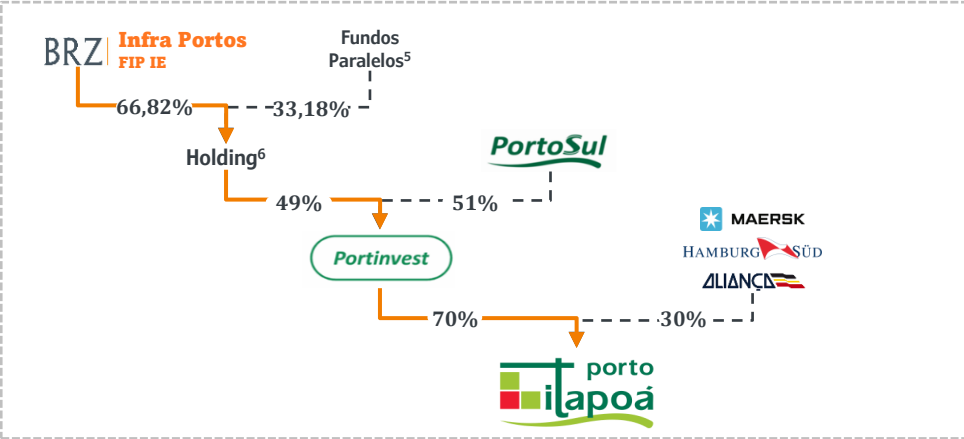 BRZ
Infra Portos
FIP IE
Fundos
Paralelos⁵
66,82%
33,18%
Holding⁶
PortoSul
49%
51%
MAERSK
HAMBURG SÜD
ALIANÇA
Portinvest
70%
30%
porto
itapoá